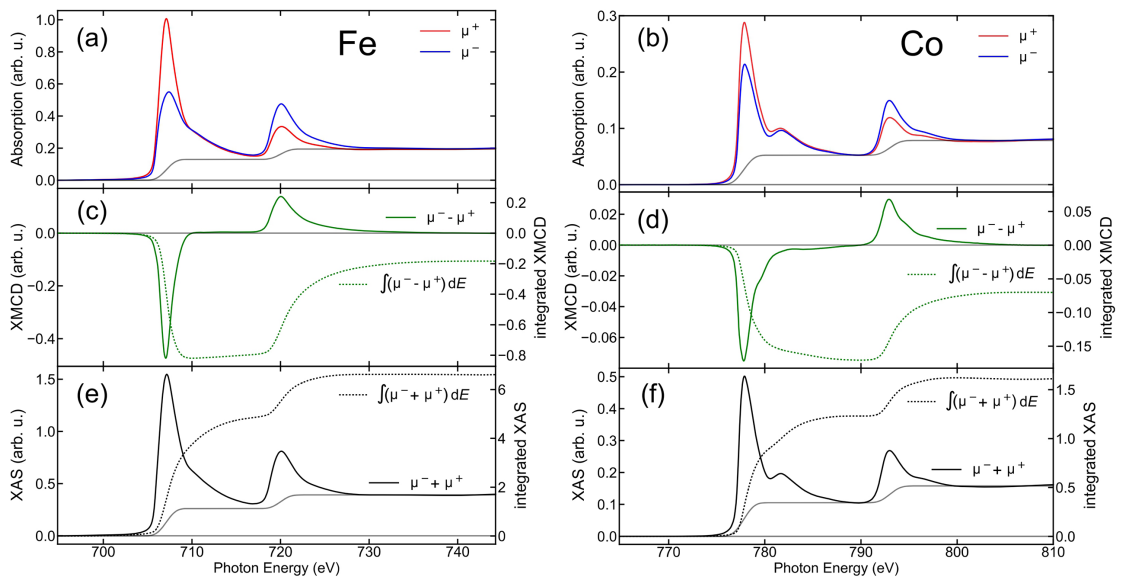 (a)
Fe
μ⁺
μ⁻
Absorption (arb. u.)
1.0
0.8
0.6
0.4
0.2
0.0
(b)
Co
μ⁺
μ⁻
Absorption (arb. u.)
0.3
0.2
0.1
0.0
(c)
μ⁻- μ⁺
∫(μ⁻- μ⁺) dE
XMCD (arb. u.)
0.0
−0.2
−0.4
integrated XMCD
0.2
0.0
−0.2
−0.4
−0.6
−0.8
(d)
μ⁻- μ⁺
∫(μ⁻- μ⁺) dE
XMCD (arb. u.)
0.02
0.00
−0.02
−0.04
−0.06
integrated XMCD
0.05
0.00
−0.05
−0.10
−0.15
(e)
∫(μ⁻+ μ⁺) dE
μ⁻+ μ⁺
XAS (arb. u.)
1.5
1.0
0.5
0.0
integrated XAS
6
4
2
0
700 710 720 730 740
Photon Energy (eV)
(f)
∫(μ⁻+ μ⁺) dE
μ⁻+ μ⁺
XAS (arb. u.)
0.5
0.4
0.3
0.2
0.1
0.0
integrated XAS
1.5
1.0
0.5
0.0
770 780 790 800 810
Photon Energy (eV)